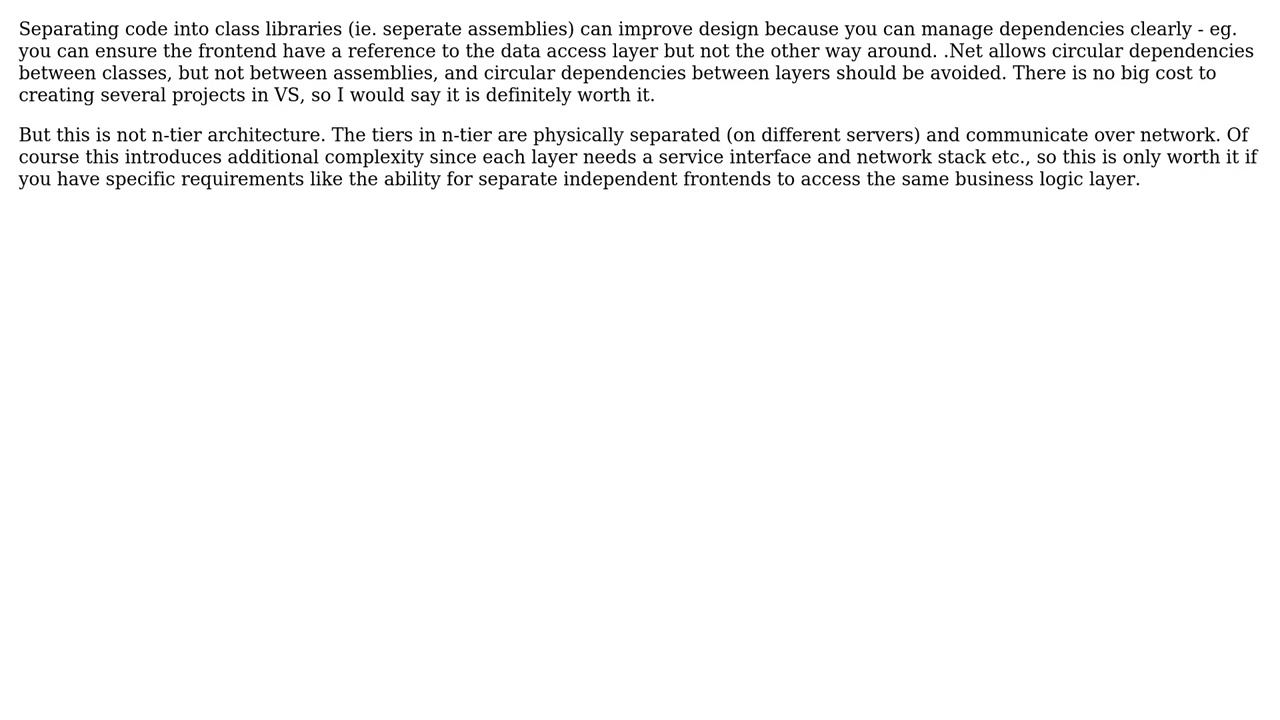 Separating code into class libraries (ie. seperate assemblies) can improve design because you can manage dependencies clearly - eg.
you can ensure the frontend have a reference to the data access layer but not the other way around. .Net allows circular dependencies
between classes, but not between assemblies, and circular dependencies between layers should be avoided. There is no big cost to
creating several projects in VS, so I would say it is definitely worth it.
But this is not n-tier architecture. The tiers in n-tier are physically separated (on different servers) and communicate over network. Of
course this introduces additional complexity since each layer needs a service interface and network stack etc., so this is only worth it if
you have specific requirements like the ability for separate independent frontends to access the same business logic layer.